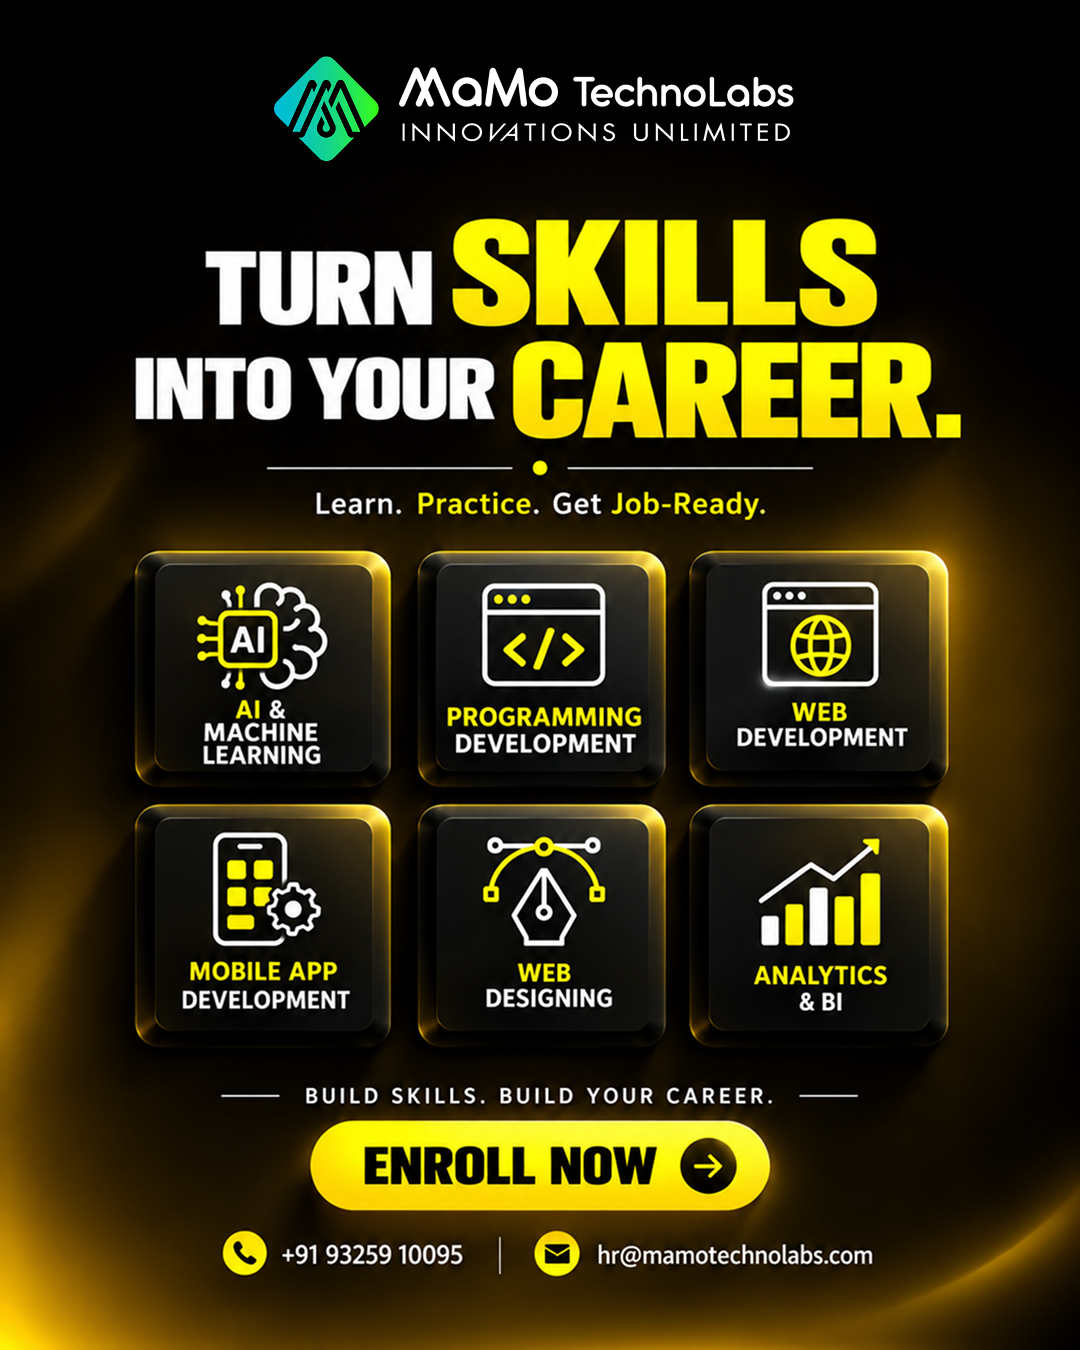 MaMo TechnoLabs
INNOVATIONS UNLIMITED
TURN SKILLS
INTO YOUR CAREER.
Learn. Practice. Get Job-Ready.
AI
AI &
MACHINE
LEARNING
</>
PROGRAMMING
DEVELOPMENT
WEB
DEVELOPMENT
MOBILE APP
DEVELOPMENT
WEB
DESIGNING
ANALYTICS
& BI
BUILD SKILLS. BUILD YOUR CAREER.
ENROLL NOW
+91 93259 10095
hr@mamotechnolabs.com